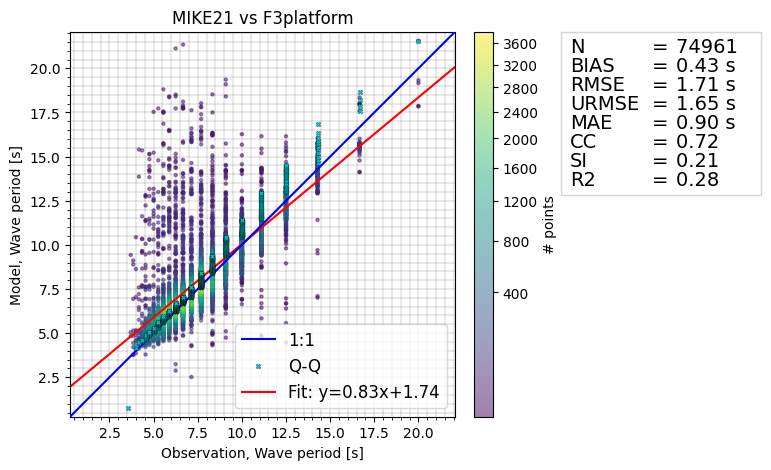 MIKE21 vs F3platform
20.0
17.5
15.0
12.5
10.0
7.5
5.0
2.5
Model, Wave period [s]
2.5 5.0 7.5 10.0 12.5 15.0 17.5 20.0
Observation, Wave period [s]
1:1
Q-Q
Fit: y=0.83x+1.74
3600
3200
2800
2400
2000
1600
1200
800
400
# points
N = 74961
BIAS = 0.43 s
RMSE = 1.71 s
URMSE = 1.65 s
MAE = 0.90 s
CC = 0.72
SI = 0.21
R2 = 0.28